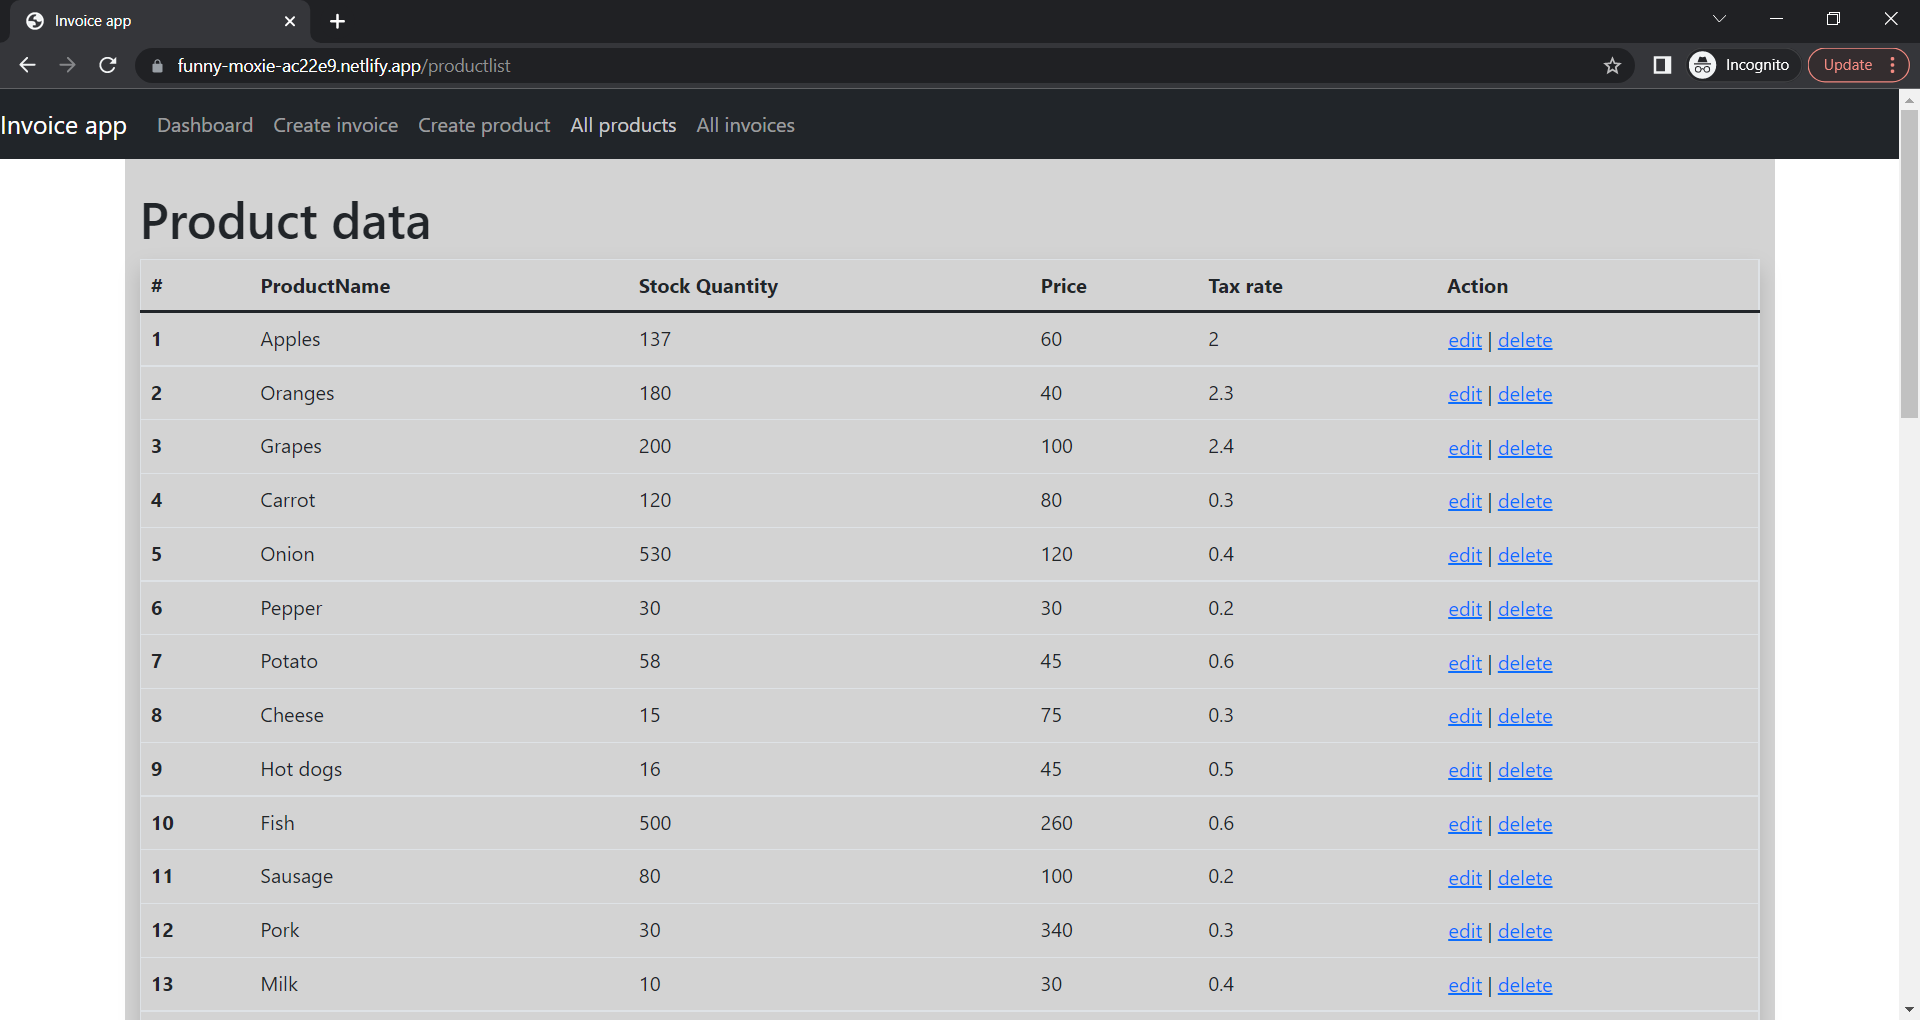 Invoice app
funny-moxie-ac22e9.netlify.app/productlist
Incognito
Update
Invoice app Dashboard Create invoice Create product All products All invoices
Product data
# ProductName Stock Quantity Price Tax rate Action
1 Apples 137 60 2 edit | delete
2 Oranges 180 40 2.3 edit | delete
3 Grapes 200 100 2.4 edit | delete
4 Carrot 120 80 0.3 edit | delete
5 Onion 530 120 0.4 edit | delete
6 Pepper 30 30 0.2 edit | delete
7 Potato 58 45 0.6 edit | delete
8 Cheese 15 75 0.3 edit | delete
9 Hot dogs 16 45 0.5 edit | delete
10 Fish 500 260 0.6 edit | delete
11 Sausage 80 100 0.2 edit | delete
12 Pork 30 340 0.3 edit | delete
13 Milk 10 30 0.4 edit | delete